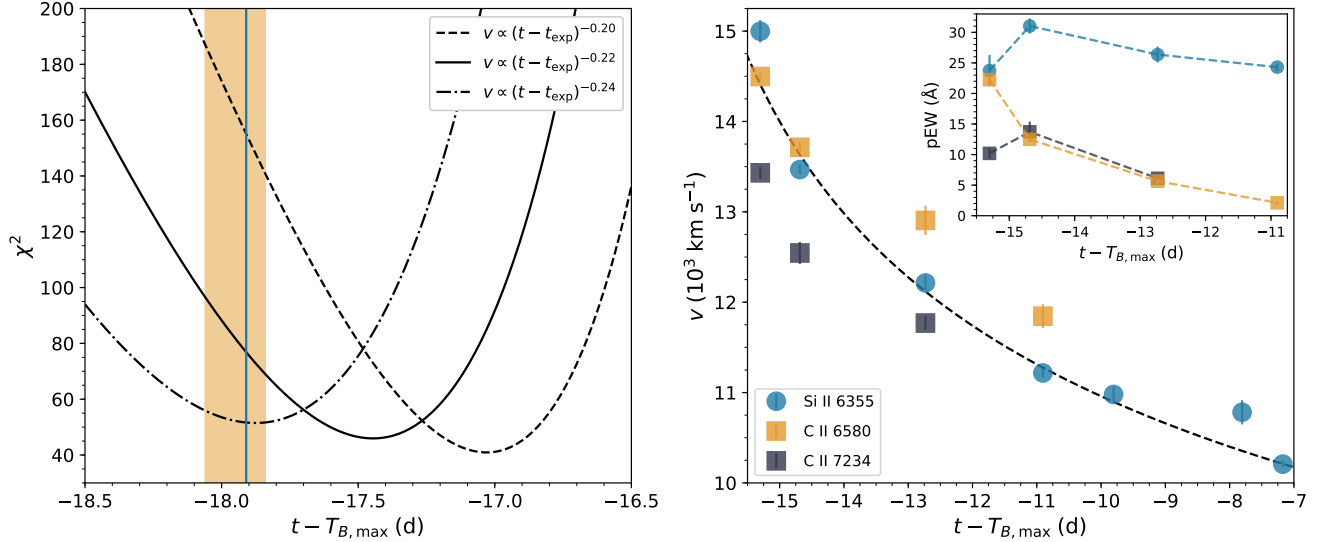 200
180
160
140
120
100
80
60
40
χ²
−18.5 −18.0 −17.5 −17.0 −16.5
t − T_B, max (d)
v ∝ (t − t_exp)^−0.20
v ∝ (t − t_exp)^−0.22
v ∝ (t − t_exp)^−0.24
15
14
13
12
11
10
v (10³ km s⁻¹)
−15 −14 −13 −12 −11 −10 −9 −8 −7
t − T_B, max (d)
Si II 6355
C II 6580
C II 7234
30
25
20
15
10
5
0
pEW (Å)
−15 −14 −13 −12 −11
t − T_B, max (d)